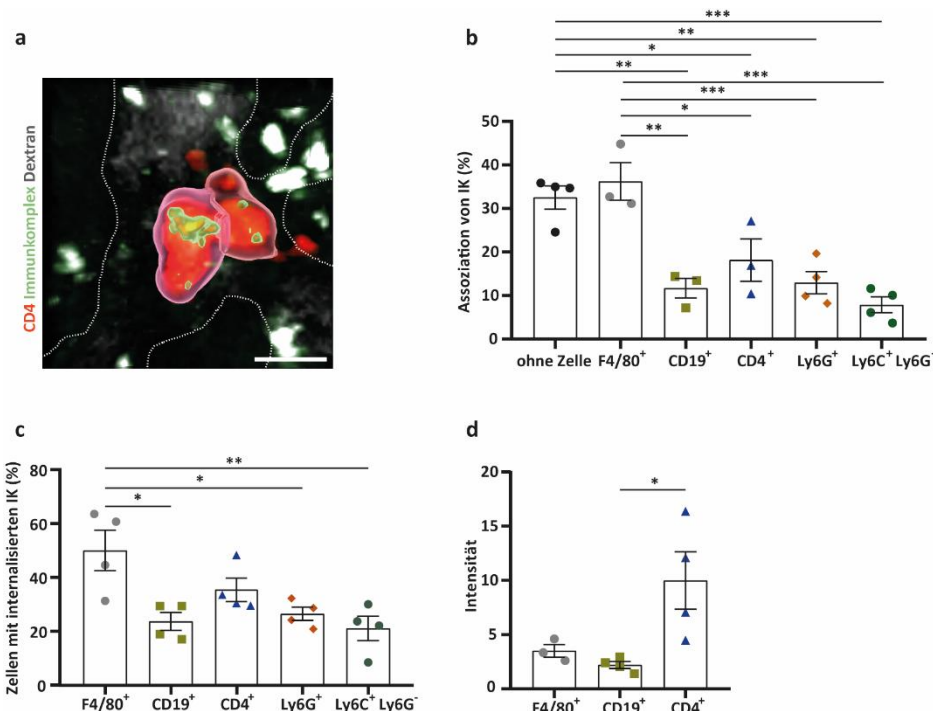 a
CD4 Immunkomplex Dextran
b
***
**
*
**
***
***
*
**
Assoziation von IK (%)
50
40
30
20
10
0
ohne Zelle F4/80⁺ CD19⁺ CD4⁺ Ly6G⁺ Ly6C⁺ Ly6G⁻
c
**
*
*
Zellen mit internalisierten IK (%)
80
60
40
20
0
F4/80⁺ CD19⁺ CD4⁺ Ly6G⁺ Ly6C⁺ Ly6G⁻
d
*
Intensität
20
15
10
5
0
F4/80⁺ CD19⁺ CD4⁺